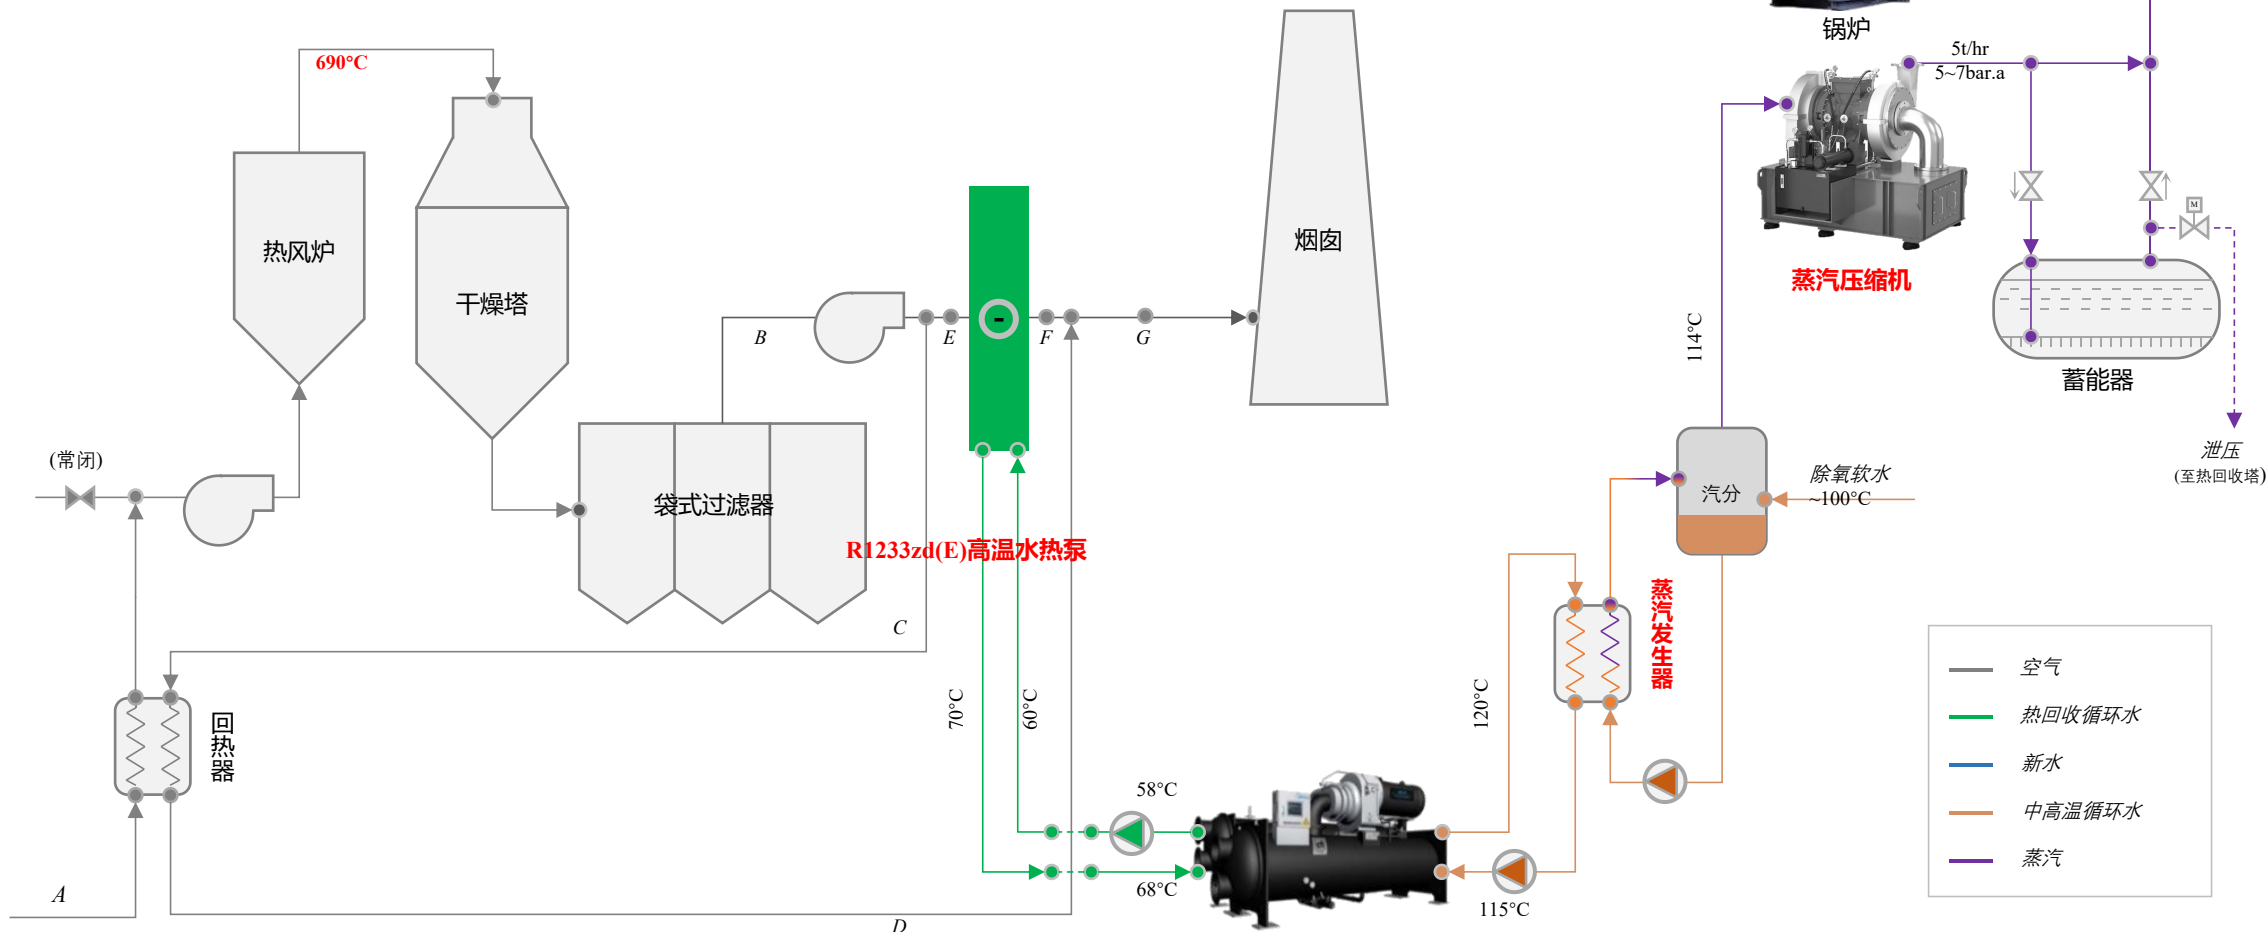 锅炉
5t/hr
5~7bar.a
690°C
热风炉
干燥塔
烟囱
M
蒸汽压缩机
B
E
-
F
G
114°C
蓄能器
(常闭)
泄压
(至热回收塔)
除氧软水
~100°C
汽分
袋式过滤器
R1233zd(E)高温水热泵
蒸汽发生器
C
回热器
70°C
60°C
120°C
空气
热回收循环水
新水
中高温循环水
蒸汽
58°C
68°C
115°C
A
D